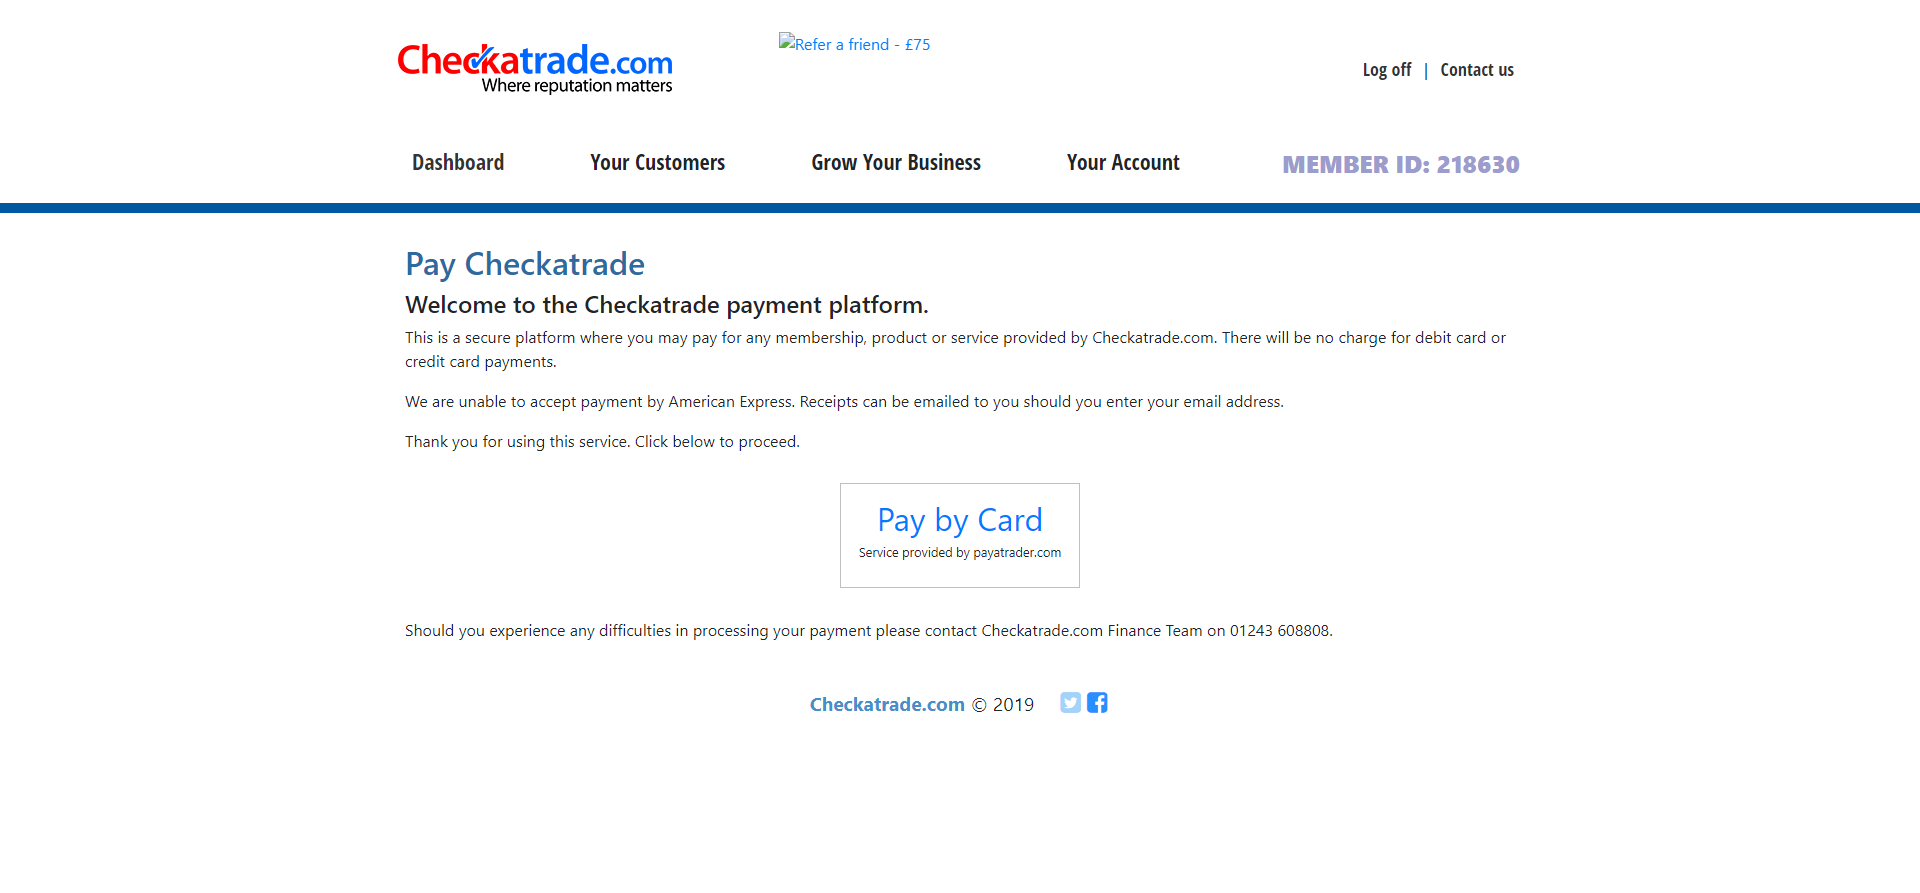 Checkatrade.com
Where reputation matters
Refer a friend - £75
Log off | Contact us
Dashboard
Your Customers
Grow Your Business
Your Account
MEMBER ID: 218630
Pay Checkatrade
Welcome to the Checkatrade payment platform.
This is a secure platform where you may pay for any membership, product or service provided by Checkatrade.com. There will be no charge for debit card or
credit card payments.
We are unable to accept payment by American Express. Receipts can be emailed to you should you enter your email address.
Thank you for using this service. Click below to proceed.
Pay by Card
Service provided by payatrader.com
Should you experience any difficulties in processing your payment please contact Checkatrade.com Finance Team on 01243 608808.
Checkatrade.com © 2019